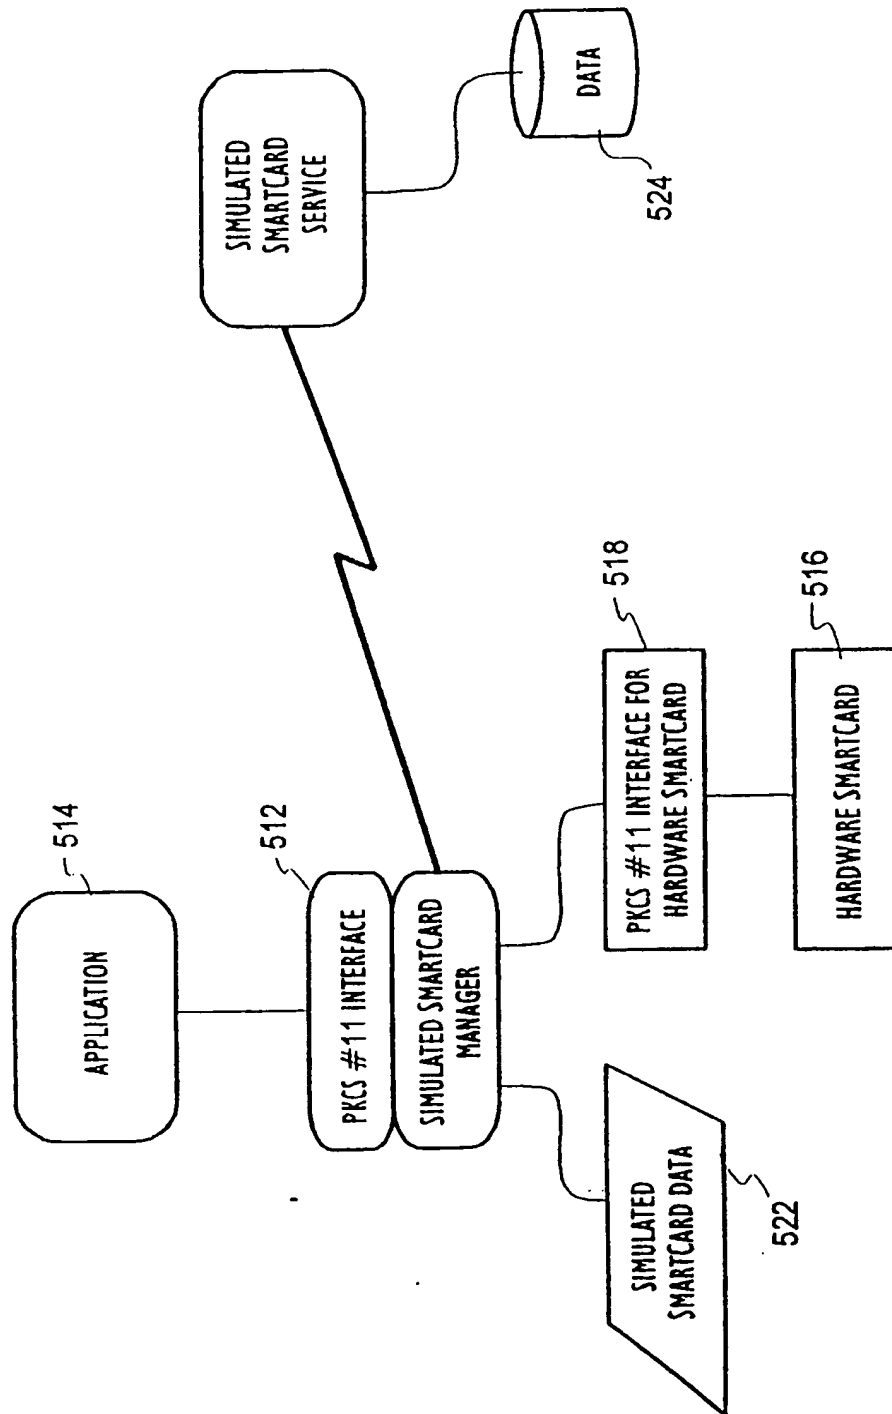 APPLICATION
514
PKCS #11 INTERFACE
512
SIMULATED SMARTCARD
MANAGER
SIMULATED
SMARTCARD DATA
522
PKCS #11 INTERFACE FOR
HARDWARE SMARTCARD
518
HARDWARE SMARTCARD
516
SIMULATED
SMARTCARD
SERVICE
DATA
524